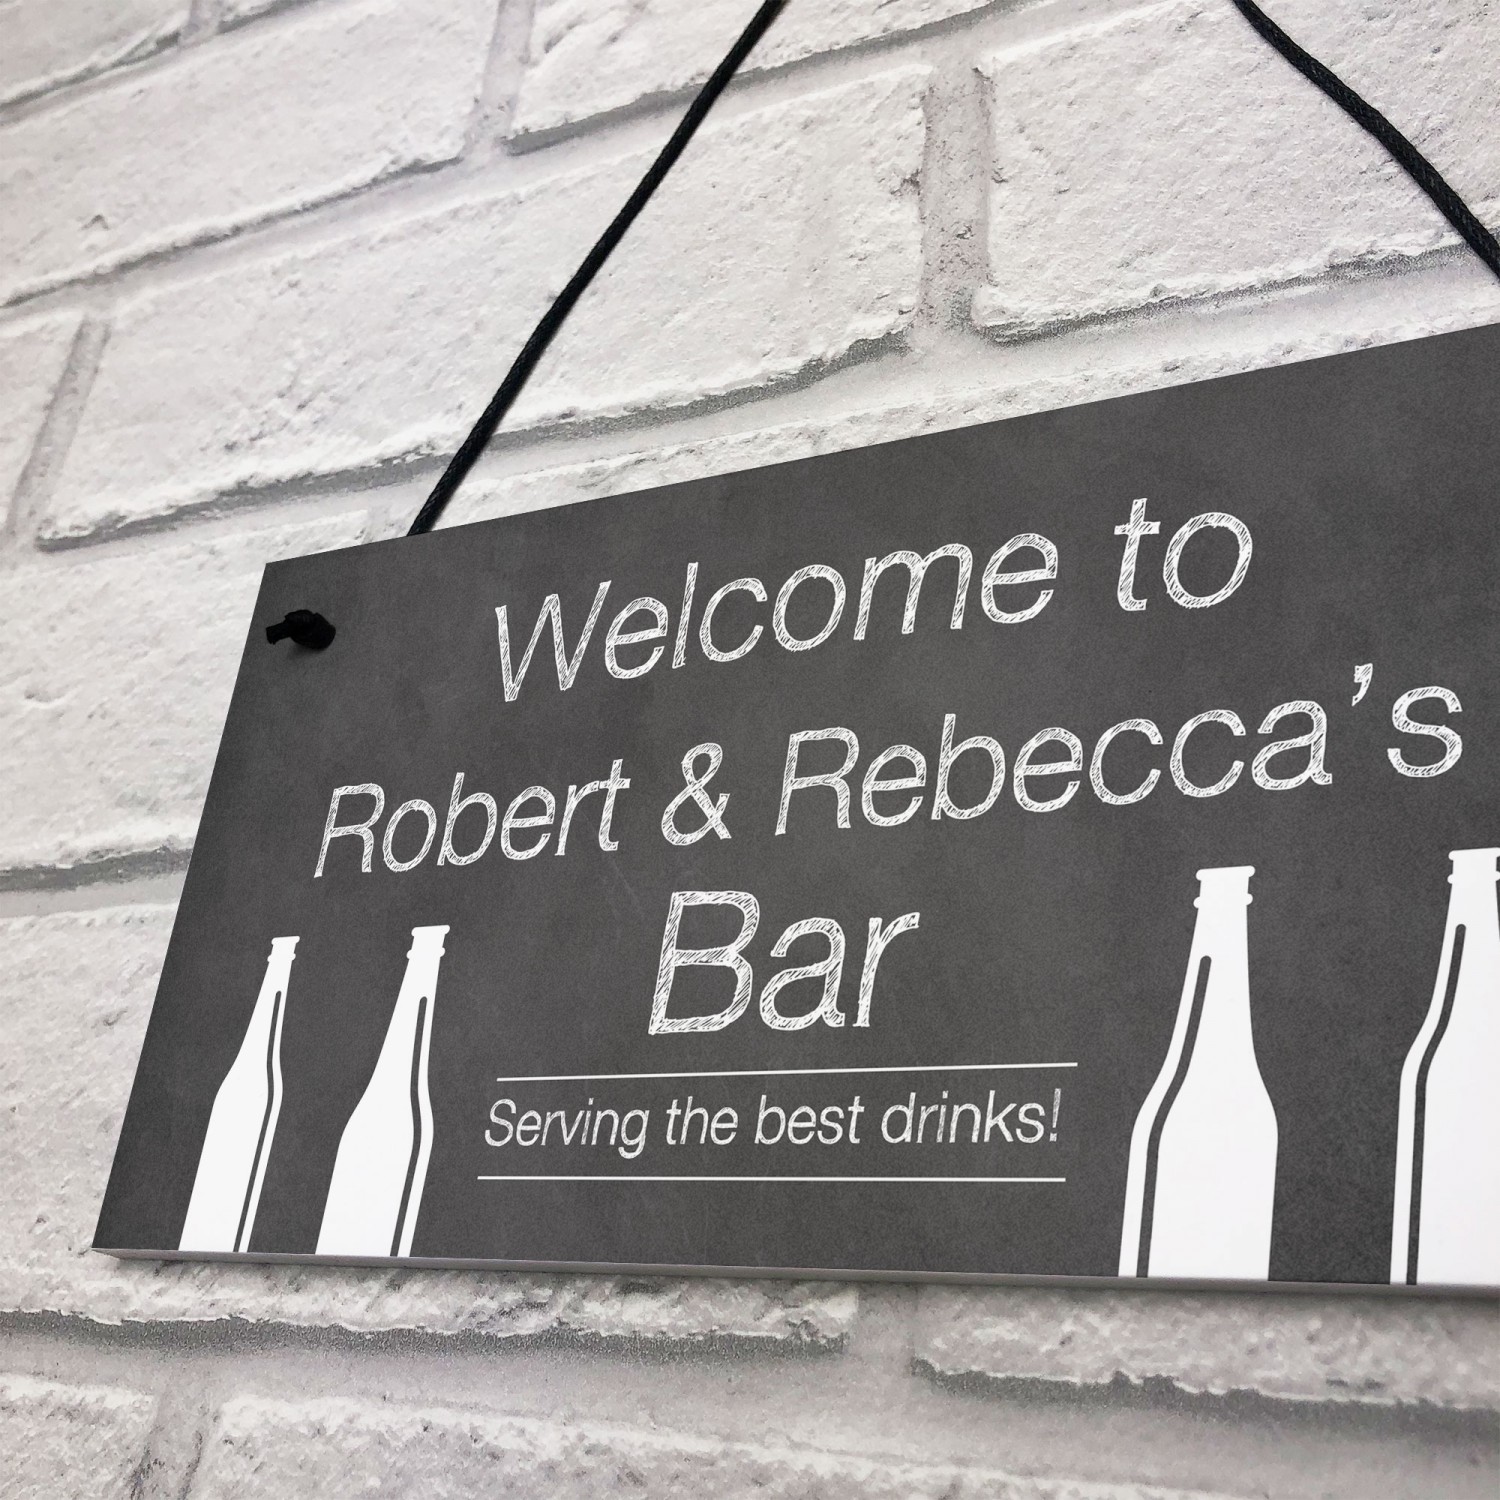 Welcome to
Robert & Rebecca's
Bar
Serving the best drinks!